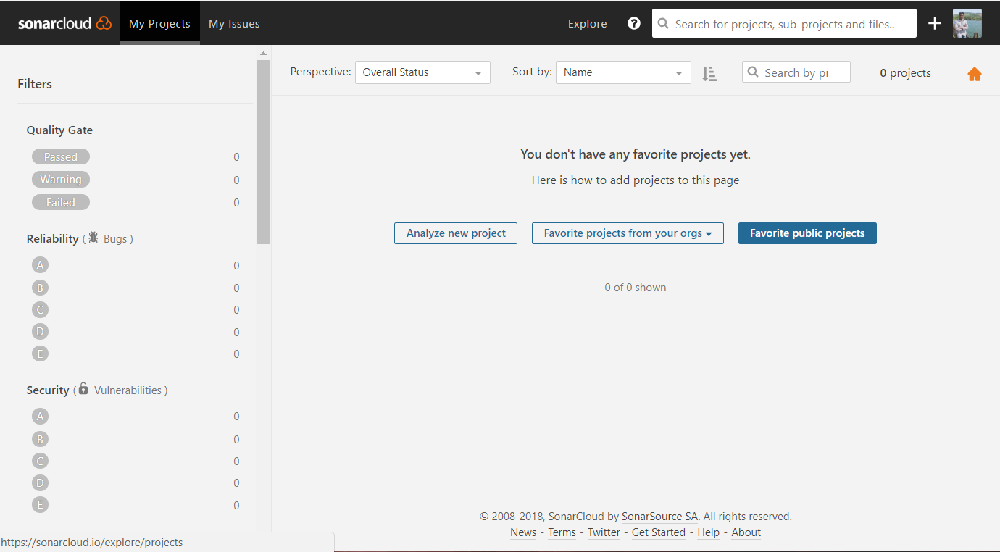 sonarcloud My Projects My Issues Explore ? Search for projects, sub-projects and files..
Filters
Quality Gate
Passed 0
Warning 0
Failed 0
Reliability ( Bugs )
A 0
B 0
C 0
D 0
E 0
Security ( Vulnerabilities )
A 0
B 0
C 0
D 0
E 0
Perspective: Overall Status Sort by: Name Search by pr 0 projects
You don't have any favorite projects yet.
Here is how to add projects to this page
Analyze new project Favorite projects from your orgs Favorite public projects
0 of 0 shown
© 2008-2018, SonarCloud by SonarSource SA. All rights reserved.
News - Terms - Twitter - Get Started - Help - About
https://sonarcloud.io/explore/projects